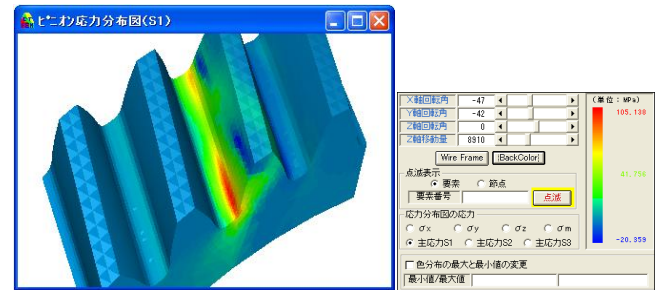 ピニオン応力分布図(S1)
X軸回転角 -47
Y軸回転角 -42
Z軸回転角 0
Z軸移動量 8910
Wire Frame [BackColor]
点滅表示
要素 節点
要素番号 点滅
応力分布図の応力
σx σy σz σm
主応力S1 主応力S2 主応力S3
色分布の最大と最小値の変更
最小値/最大値
(単位:MPa)
105.130
41.750
-20.959